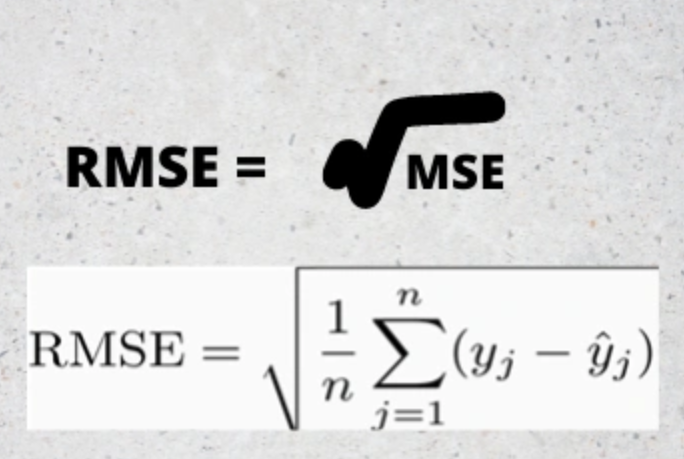 RMSE = √MSE
RMSE = √(1/n ∑_{j=1}^{n} (y_j − ŷ_j))